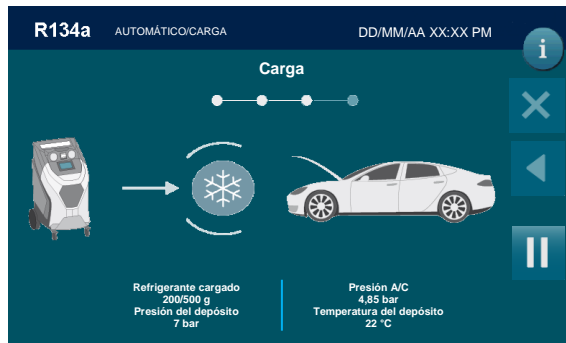 R134a AUTOMÁTICO/CARGA DD/MM/AA XX:XX PM
i
Carga
Refrigerante cargado
200/500 g
Presión del depósito
7 bar
Presión A/C
4,85 bar
Temperatura del depósito
22 °C